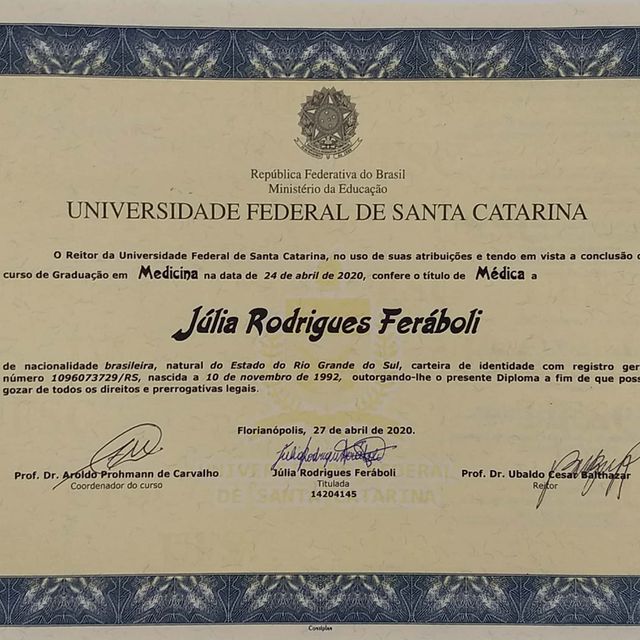 República Federativa do Brasil
Ministério da Educação
UNIVERSIDADE FEDERAL DE SANTA CATARINA
O Reitor da Universidade Federal de Santa Catarina, no uso de suas atribuições e tendo em vista a conclusão
curso de Graduação em Medicina na data de 24 de abril de 2020, confere o título de Médica a
Júlia Rodrigues Feráboli
de nacionalidade brasileira, natural do Estado do Rio Grande do Sul, carteira de identidade com registro
número 1096073729/RS, nascida a 10 de novembro de 1992, outorgando-lhe o presente Diploma a fim de que
gozar de todos os direitos e prerrogativas legais.
Florianópolis, 27 de abril de 2020.
Prof. Dr. Aroldo Prohmann de Carvalho
Coordenador do curso
Júlia Rodrigues Feráboli
Titulada
14204145
Prof. Dr. Ubaldo Cesar Balthazar
Reitor
UNIVERSIDADE FEDERAL
DE SANTA CATARINA